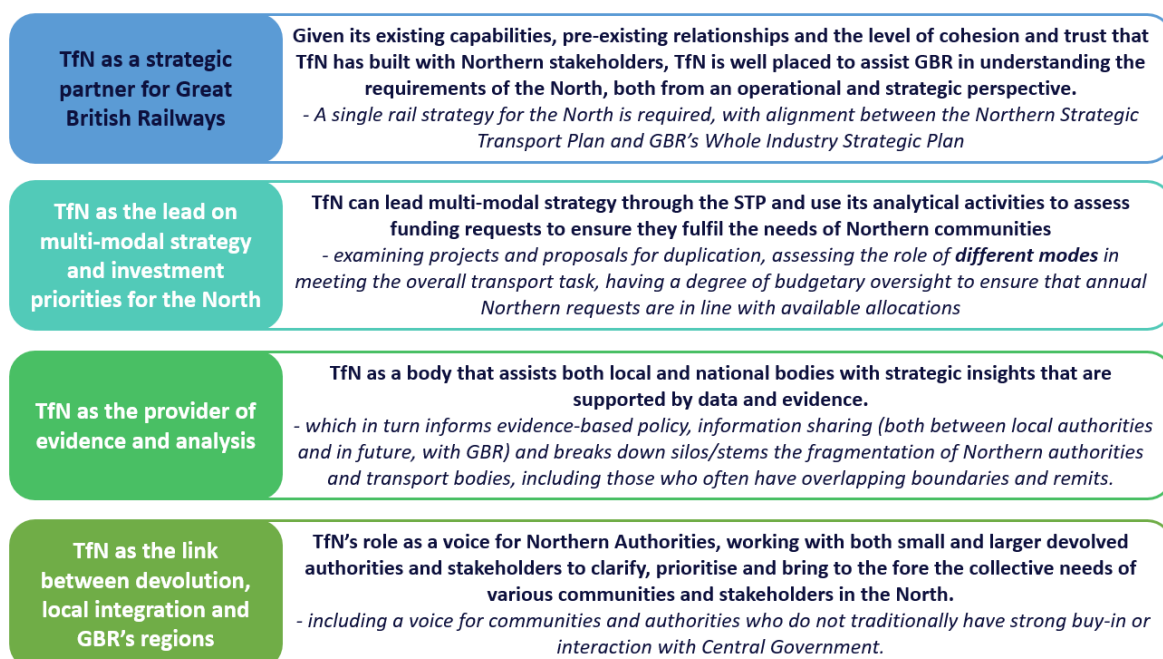 TfN as a strategic
partner for Great
British Railways
Given its existing capabilities, pre-existing relationships and the level of cohesion and trust that
TfN has built with Northern stakeholders, TfN is well placed to assist GBR in understanding the
requirements of the North, both from an operational and strategic perspective.
- A single rail strategy for the North is required, with alignment between the Northern Strategic
Transport Plan and GBR's Whole Industry Strategic Plan
TfN as the lead on
multi-modal strategy
and investment
priorities for the North
TfN can lead multi-modal strategy through the STP and use its analytical activities to assess
funding requests to ensure they fulfil the needs of Northern communities
- examining projects and proposals for duplication, assessing the role of different modes in
meeting the overall transport task, having a degree of budgetary oversight to ensure that annual
Northern requests are in line with available allocations
TfN as the provider of
evidence and analysis
TfN as a body that assists both local and national bodies with strategic insights that are
supported by data and evidence.
- which in turn informs evidence-based policy, information sharing (both between local authorities
and in future, with GBR) and breaks down silos/stems the fragmentation of Northern authorities
and transport bodies, including those who often have overlapping boundaries and remits.
TfN as the link
between devolution,
local integration and
GBR's regions
TfN's role as a voice for Northern Authorities, working with both small and larger devolved
authorities and stakeholders to clarify, prioritise and bring to the fore the collective needs of
various communities and stakeholders in the North.
- including a voice for communities and authorities who do not traditionally have strong buy-in or
interaction with Central Government.